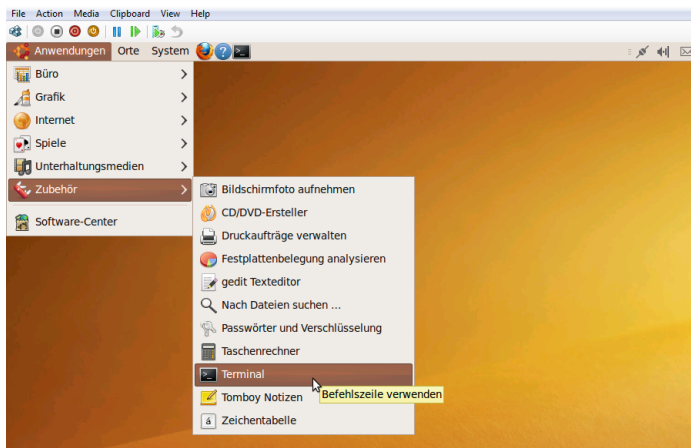 File Action Media Clipboard View Help
Anwendungen Orte System
Büro
Grafik
Internet
Spiele
Unterhaltungsmedien
Zubehör
Software-Center
Bildschirmfoto aufnehmen
CD/DVD-Ersteller
Druckaufträge verwalten
Festplattenbelegung analysieren
gedit Texteditor
Nach Dateien suchen ...
Passwörter und Verschlüsselung
Taschenrechner
Terminal
Tomboy Notizen
Befehlszeile verwenden
Zeichentabelle